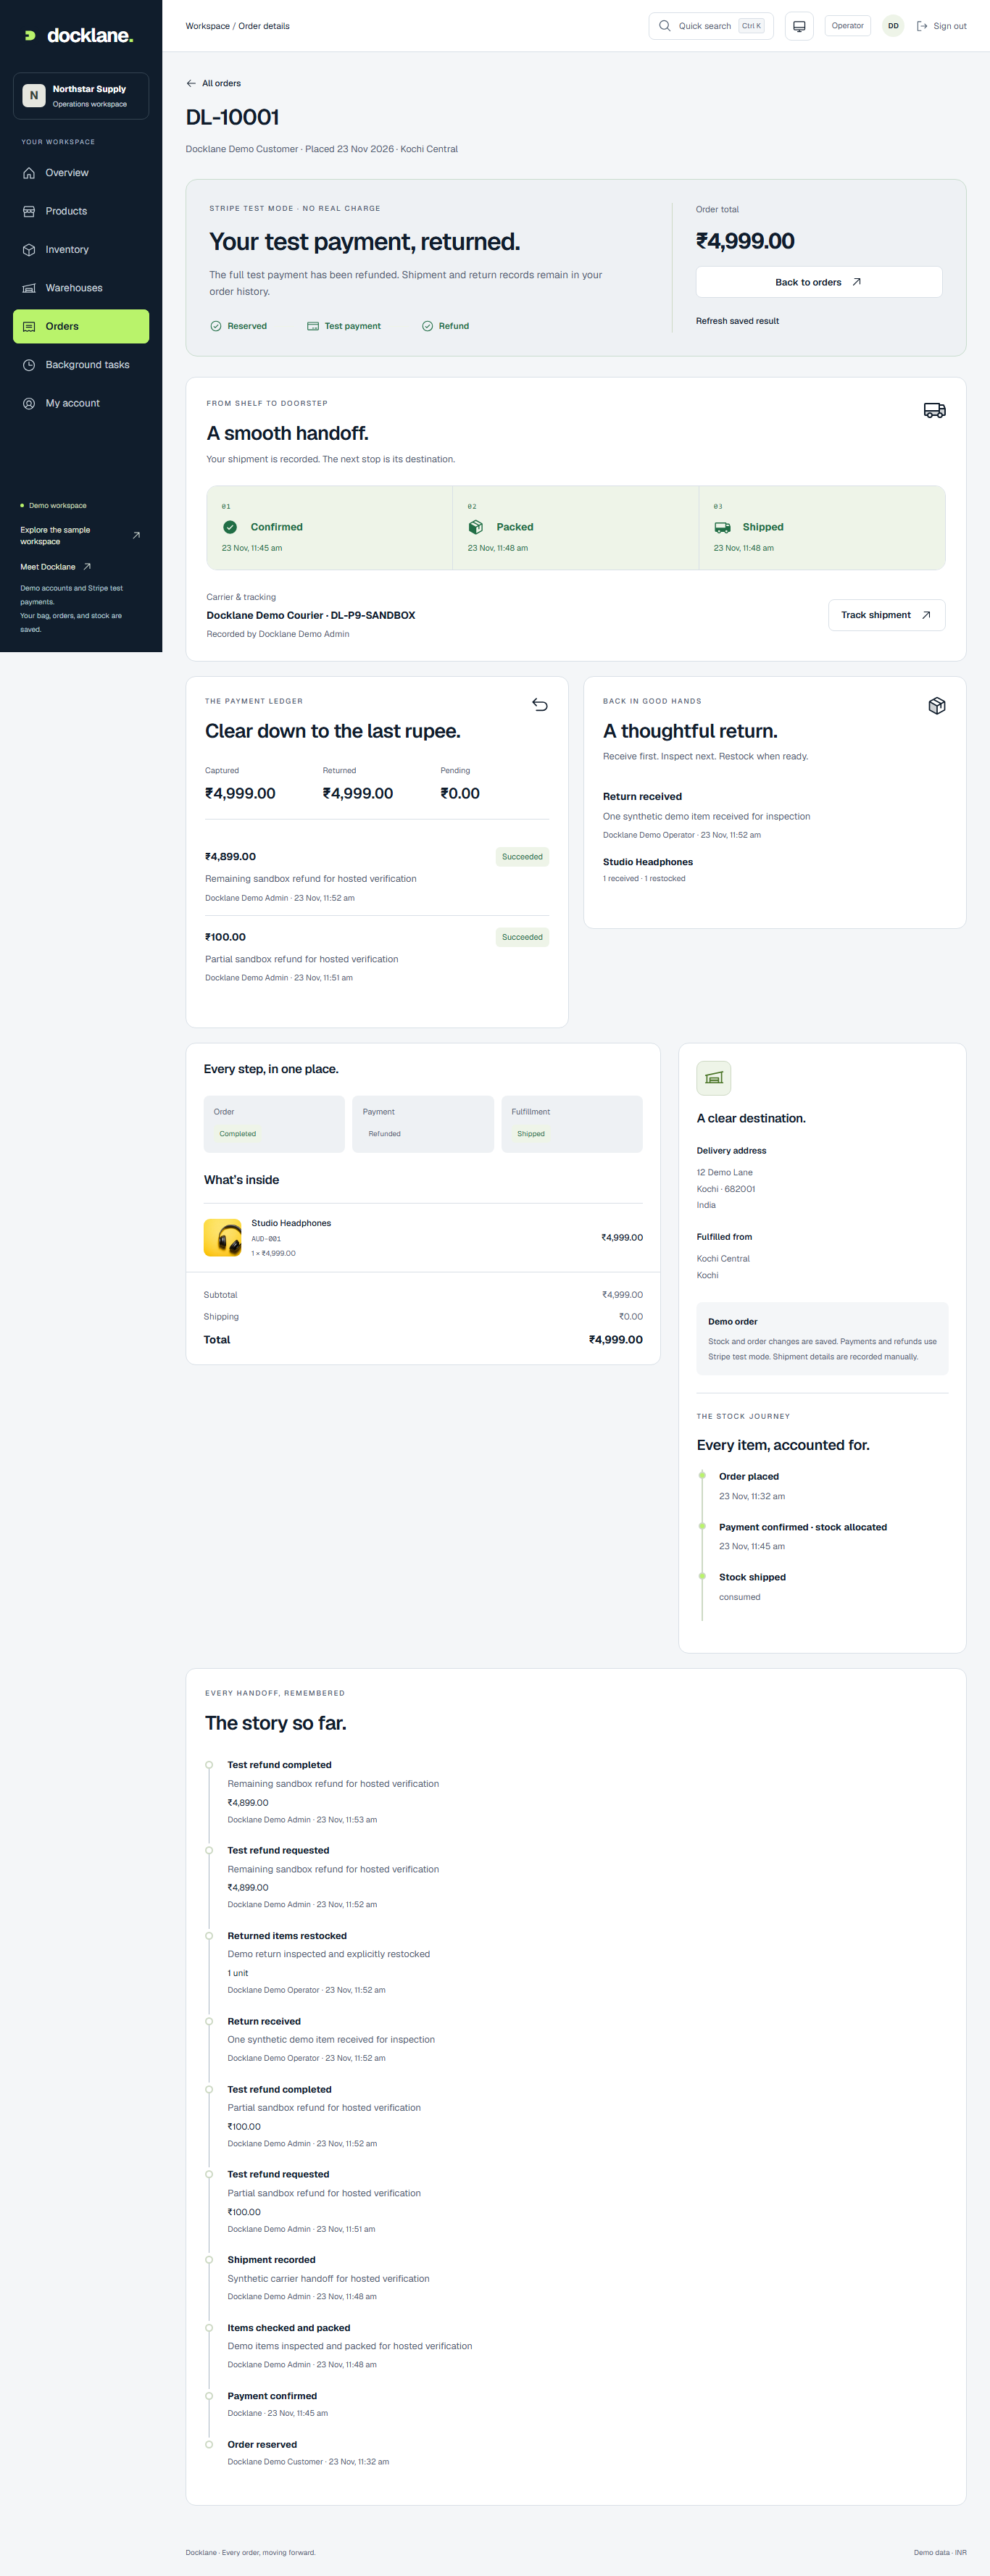 docklane.
N
Northstar Supply
Operations workspace
YOUR WORKSPACE
Overview
Products
Inventory
Warehouses
Orders
Background tasks
My account
Demo workspace
Explore the sample
workspace
Meet Docklane
Demo accounts and Stripe test
payments.
Your bag, orders, and stock are
saved.
Workspace / Order details
Quick search Ctrl K
Operator
DD
Sign out
All orders
DL-10001
Docklane Demo Customer · Placed 23 Nov 2026 · Kochi Central
STRIPE TEST MODE · NO REAL CHARGE
Your test payment, returned.
The full test payment has been refunded. Shipment and return records remain in your
order history.
Reserved
Test payment
Refund
Order total
₹4,999.00
Back to orders
Refresh saved result
FROM SHELF TO DOORSTEP
A smooth handoff.
Your shipment is recorded. The next stop is its destination.
01
Confirmed
23 Nov, 11:45 am
02
Packed
23 Nov, 11:48 am
03
Shipped
23 Nov, 11:48 am
Carrier & tracking
Docklane Demo Courier · DL-P9-SANDBOX
Recorded by Docklane Demo Admin
Track shipment
THE PAYMENT LEDGER
Clear down to the last rupee.
Captured
₹4,999.00
Returned
₹4,999.00
Pending
₹0.00
₹4,899.00
Succeeded
Remaining sandbox refund for hosted verification
Docklane Demo Admin · 23 Nov, 11:52 am
₹100.00
Succeeded
Partial sandbox refund for hosted verification
Docklane Demo Admin · 23 Nov, 11:51 am
BACK IN GOOD HANDS
A thoughtful return.
Receive first. Inspect next. Restock when ready.
Return received
One synthetic demo item received for inspection
Docklane Demo Operator · 23 Nov, 11:52 am
Studio Headphones
1 received · 1 restocked
Every step, in one place.
Order
Completed
Payment
Refunded
Fulfillment
Shipped
What's inside
Studio Headphones
AUD-001
1 × ₹4,999.00
₹4,999.00
Subtotal
₹4,999.00
Shipping
₹0.00
Total
₹4,999.00
A clear destination.
Delivery address
12 Demo Lane
Kochi · 682001
India
Fulfilled from
Kochi Central
Kochi
Demo order
Stock and order changes are saved. Payments and refunds use
Stripe test mode. Shipment details are recorded manually.
THE STOCK JOURNEY
Every item, accounted for.
Order placed
23 Nov, 11:32 am
Payment confirmed · stock allocated
23 Nov, 11:45 am
Stock shipped
consumed
EVERY HANDOFF, REMEMBERED
The story so far.
Test refund completed
Remaining sandbox refund for hosted verification
₹4,899.00
Docklane Demo Admin · 23 Nov, 11:53 am
Test refund requested
Remaining sandbox refund for hosted verification
₹4,899.00
Docklane Demo Admin · 23 Nov, 11:52 am
Returned items restocked
Demo return inspected and explicitly restocked
1 unit
Docklane Demo Operator · 23 Nov, 11:52 am
Return received
One synthetic demo item received for inspection
Docklane Demo Operator · 23 Nov, 11:52 am
Test refund completed
Partial sandbox refund for hosted verification
₹100.00
Docklane Demo Admin · 23 Nov, 11:52 am
Test refund requested
Partial sandbox refund for hosted verification
₹100.00
Docklane Demo Admin · 23 Nov, 11:51 am
Shipment recorded
Synthetic carrier handoff for hosted verification
Docklane Demo Admin · 23 Nov, 11:48 am
Items checked and packed
Demo items inspected and packed for hosted verification
Docklane Demo Admin · 23 Nov, 11:48 am
Payment confirmed
Docklane · 23 Nov, 11:45 am
Order reserved
Docklane Demo Customer · 23 Nov, 11:32 am
Docklane · Every order, moving forward.
Demo data · INR